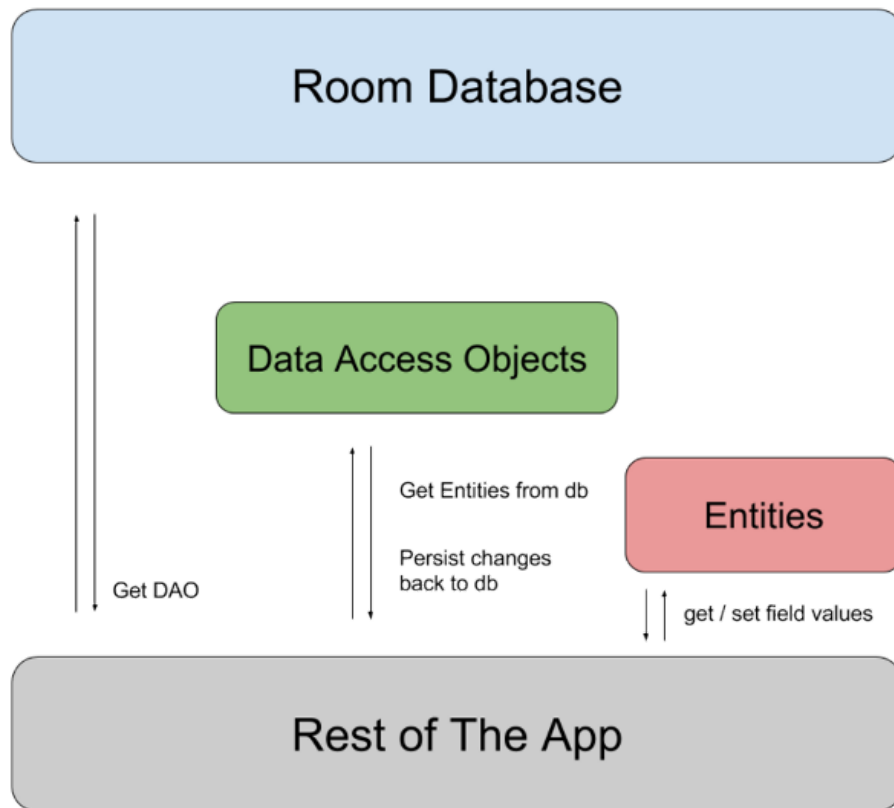 Room Database
Data Access Objects
Get Entities from db
Entities
Persist changes
back to db
Get DAO
get / set field values
Rest of The App